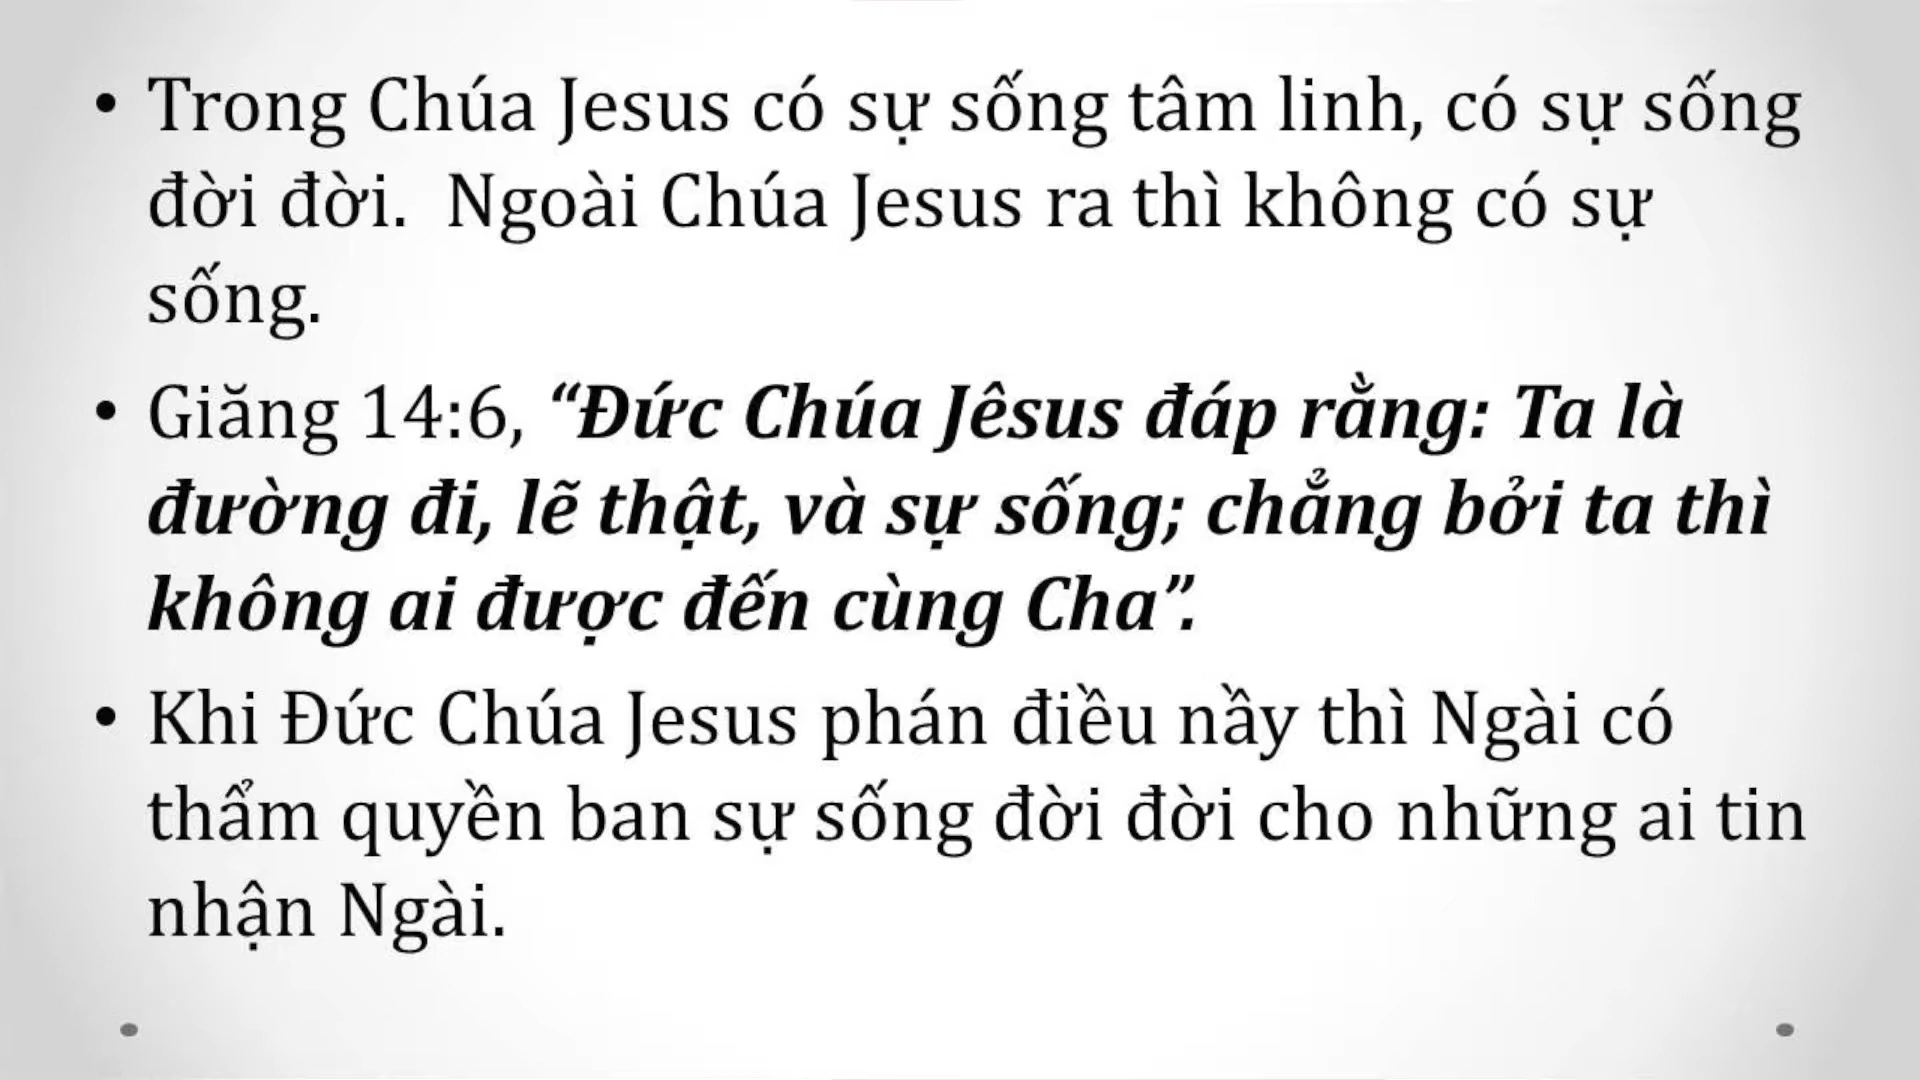 • Trong Chúa Jesus có sự sống tâm linh, có sự sống
đời đời.  Ngoài Chúa Jesus ra thì không có sự
sống.
• Giăng 14:6, “Đức Chúa Jêsus đáp rằng: Ta là
đường đi, lẽ thật, và sự sống; chẳng bởi ta thì
không ai được đến cùng Cha”.
• Khi Đức Chúa Jesus phán điều nầy thì Ngài có
thẩm quyền ban sự sống đời đời cho những ai tin
nhận Ngài.